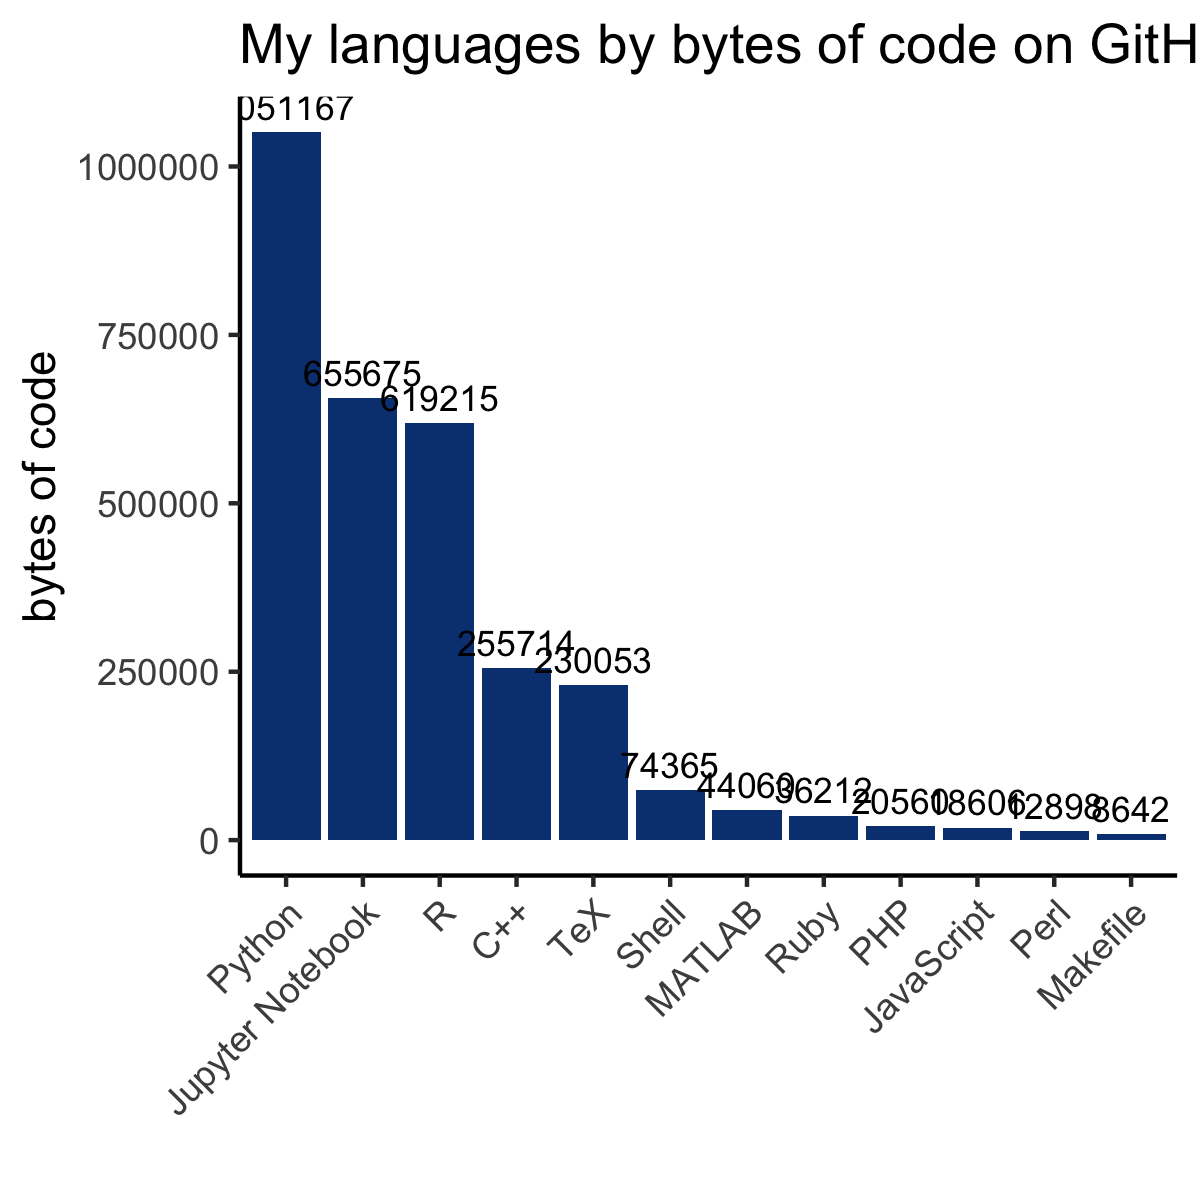 My languages by bytes of code on GitH
051167
1000000
750000
655675
619215
500000
255714
230053
250000
74365
44060
36212
20560
18606
12898
8642
0
bytes of code
Python
Jupyter Notebook
R
C++
TeX
Shell
MATLAB
Ruby
PHP
JavaScript
Perl
Makefile